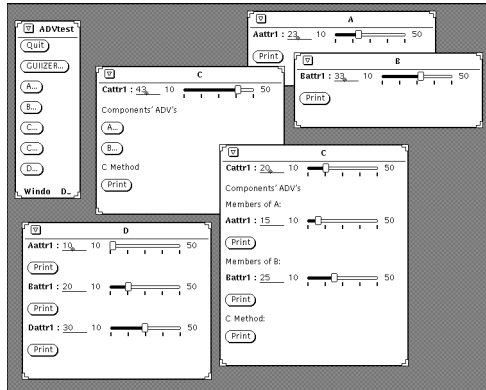 ADVtest
Quit
GUIIZER...
A...
B...
C...
C...
D...
Windo D..
A
Aattr1 : 23 10 50
Print
B
Battr1 : 33 10 50
Print
C
Cattr1 : 43 10 50
Components' ADV's
A...
B...
C Method
Print
C
Cattr1 : 20 10 50
Components' ADV's
Members of A:
Aattr1 : 15 10 50
Print
Members of B:
Battr1 : 25 10 50
Print
C Method:
Print
D
Aattr1 : 10 10 50
Print
Battr1 : 20 10 50
Print
Dattr1 : 30 10 50
Print